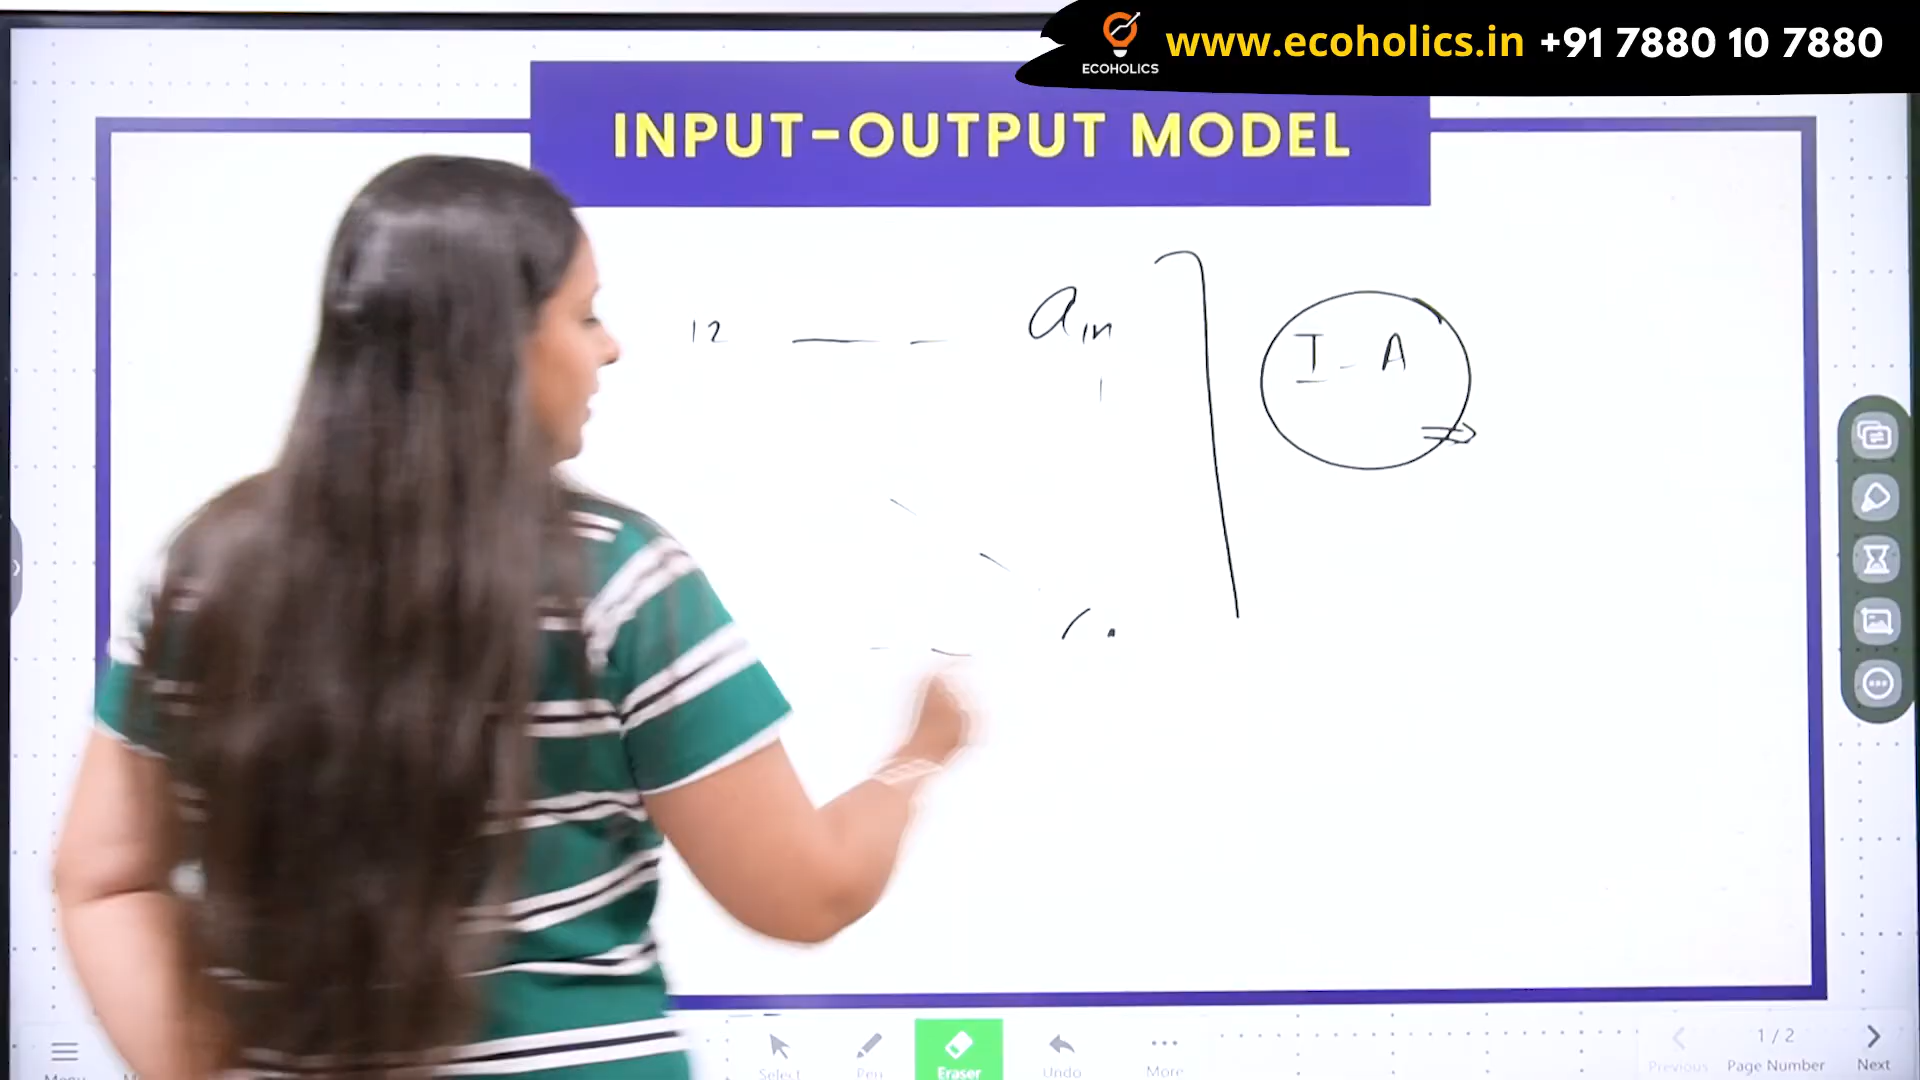 www.ecoholics.in +91 7880 10 7880
ECOHOLICS
INPUT-OUTPUT MODEL
12 — — a1n
I - A
1 / 2
Select
Pen
Eraser
Undo
More
Previous
Page Number
Next